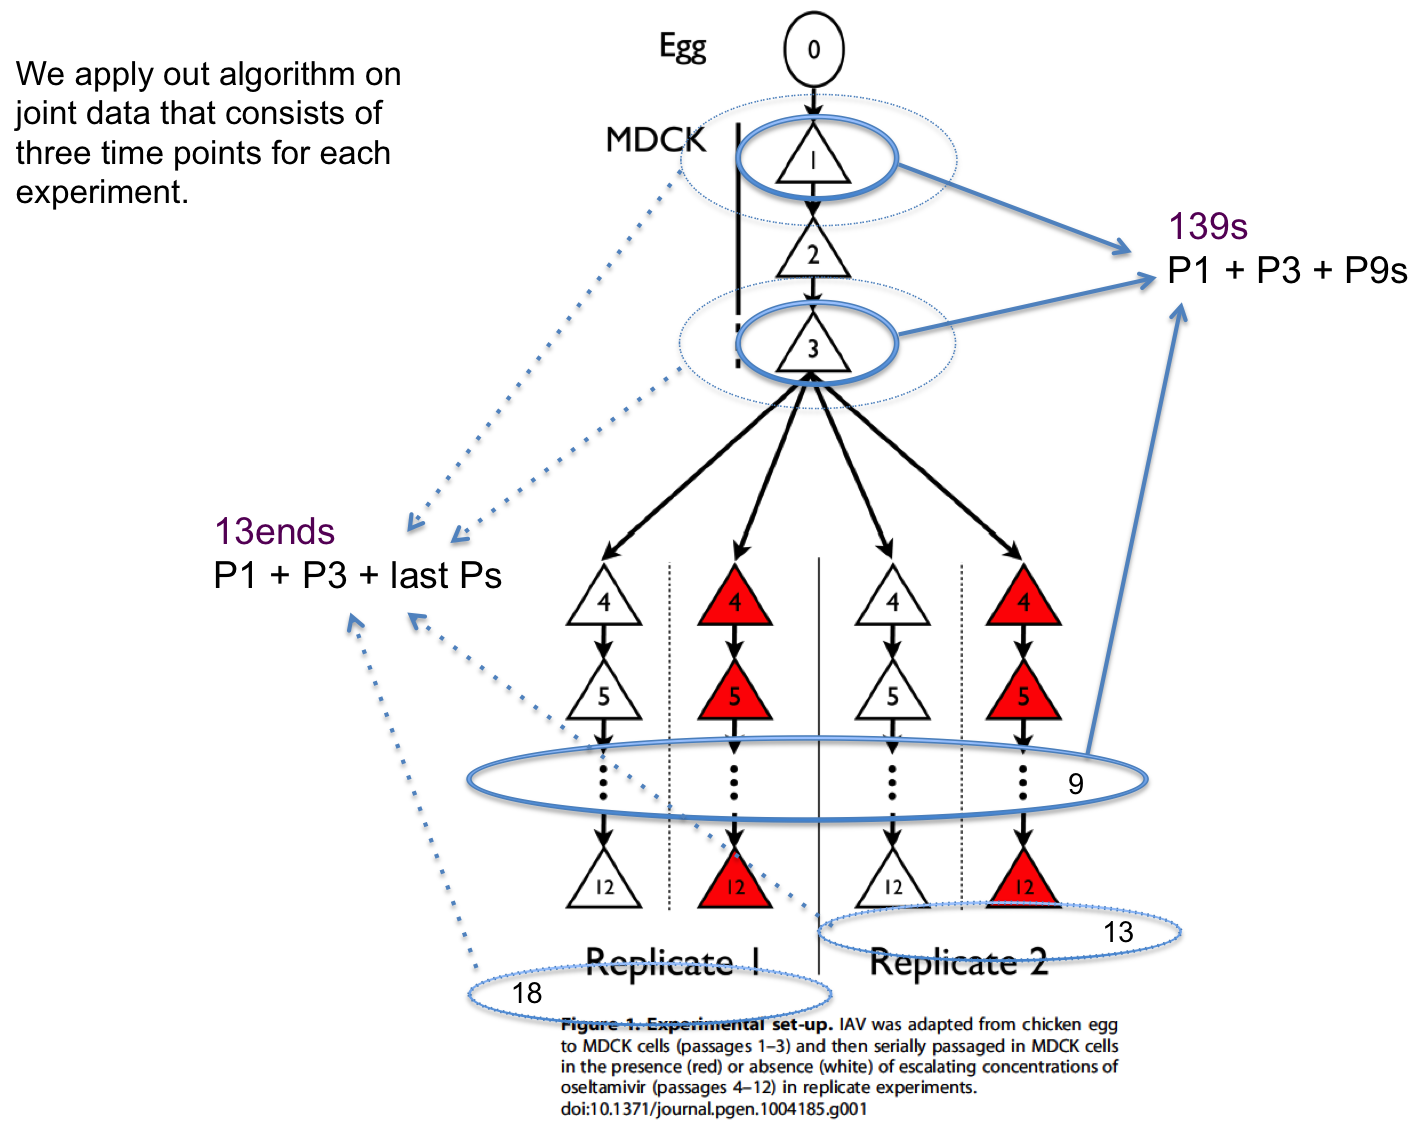 Egg
0
We apply out algorithm on
joint data that consists of
three time points for each
experiment.
MDCK
1
139s
P1 + P3 + P9s
2
3
13ends
P1 + P3 + last Ps
4
4
4
4
5
5
5
5
9
12
12
12
12
13
Replicate 1
Replicate 2
18
Figure 1. Experimental set-up. IAV was adapted from chicken egg
to MDCK cells (passages 1–3) and then serially passaged in MDCK cells
in the presence (red) or absence (white) of escalating concentrations of
oseltamivir (passages 4–12) in replicate experiments.
doi:10.1371/journal.pgen.1004185.g001